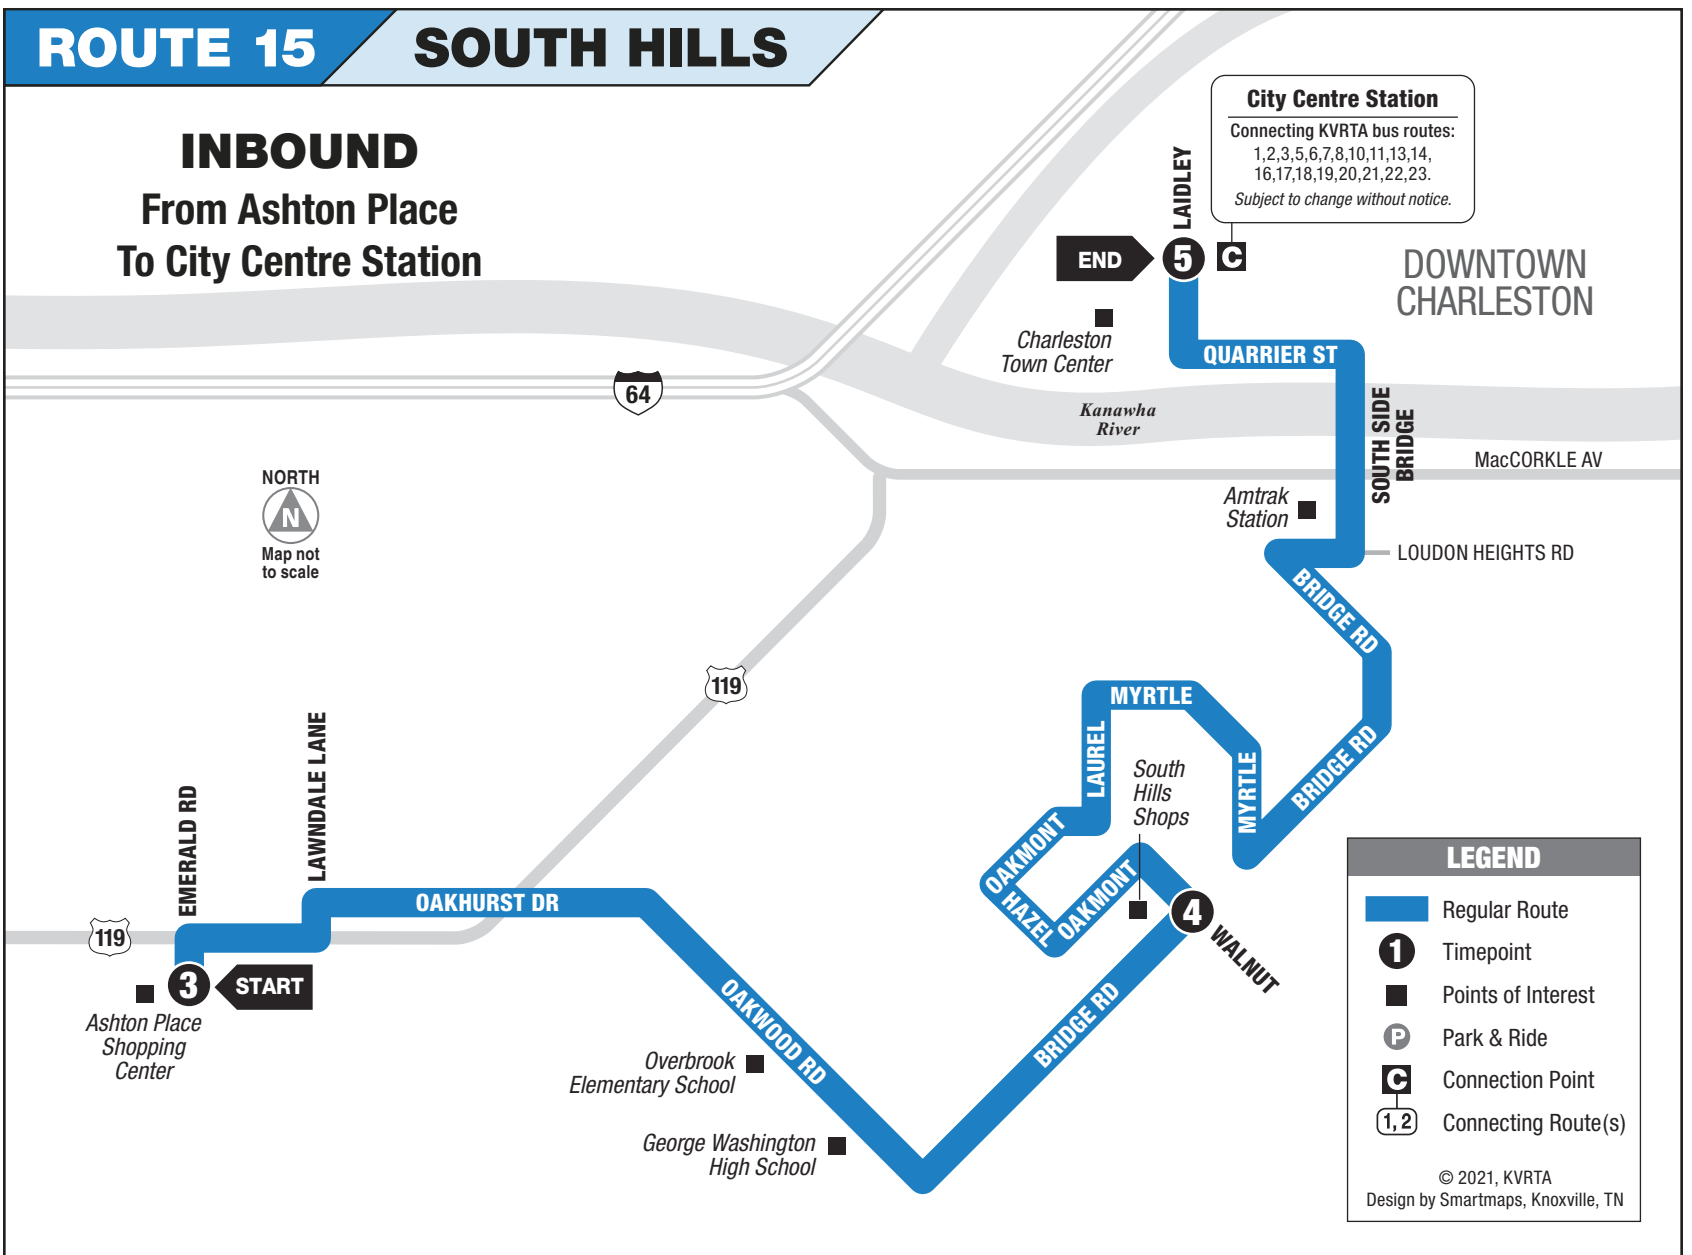 ROUTE 15
SOUTH HILLS
INBOUND
From Ashton Place
To City Centre Station
City Centre Station
Connecting KVRTA bus routes:
1,2,3,5,6,7,8,10,11,13,14,
16,17,18,19,20,21,22,23.
Subject to change without notice.
LAIDLEY
END
5
C
DOWNTOWN
CHARLESTON
Charleston
Town Center
QUARRIER ST
64
Kanawha
River
SOUTH SIDE
BRIDGE
MacCORKLE AV
Amtrak
Station
LOUDON HEIGHTS RD
NORTH
N
Map not
to scale
BRIDGE RD
119
MYRTLE
LAUREL
MYRTLE
BRIDGE RD
South
Hills
Shops
OAKMONT
HAZEL
OAKMONT
4
WALNUT
EMERALD RD
LAWNDALE LANE
OAKHURST DR
119
3
START
Ashton Place
Shopping
Center
OAKWOOD RD
BRIDGE RD
Overbrook
Elementary School
George Washington
High School
LEGEND
Regular Route
1
Timepoint
Points of Interest
P
Park & Ride
C
Connection Point
1, 2
Connecting Route(s)
© 2021, KVRTA
Design by Smartmaps, Knoxville, TN